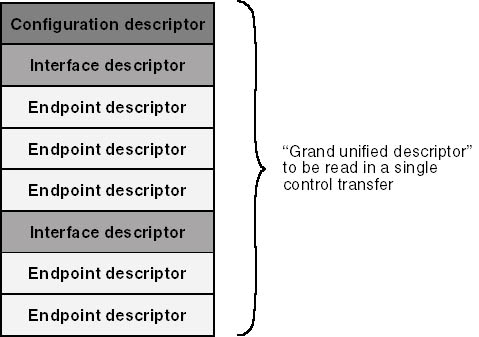 Configuration descriptor
Interface descriptor
Endpoint descriptor
Endpoint descriptor
Endpoint descriptor
Interface descriptor
Endpoint descriptor
Endpoint descriptor
“Grand unified descriptor”
to be read in a single
control transfer